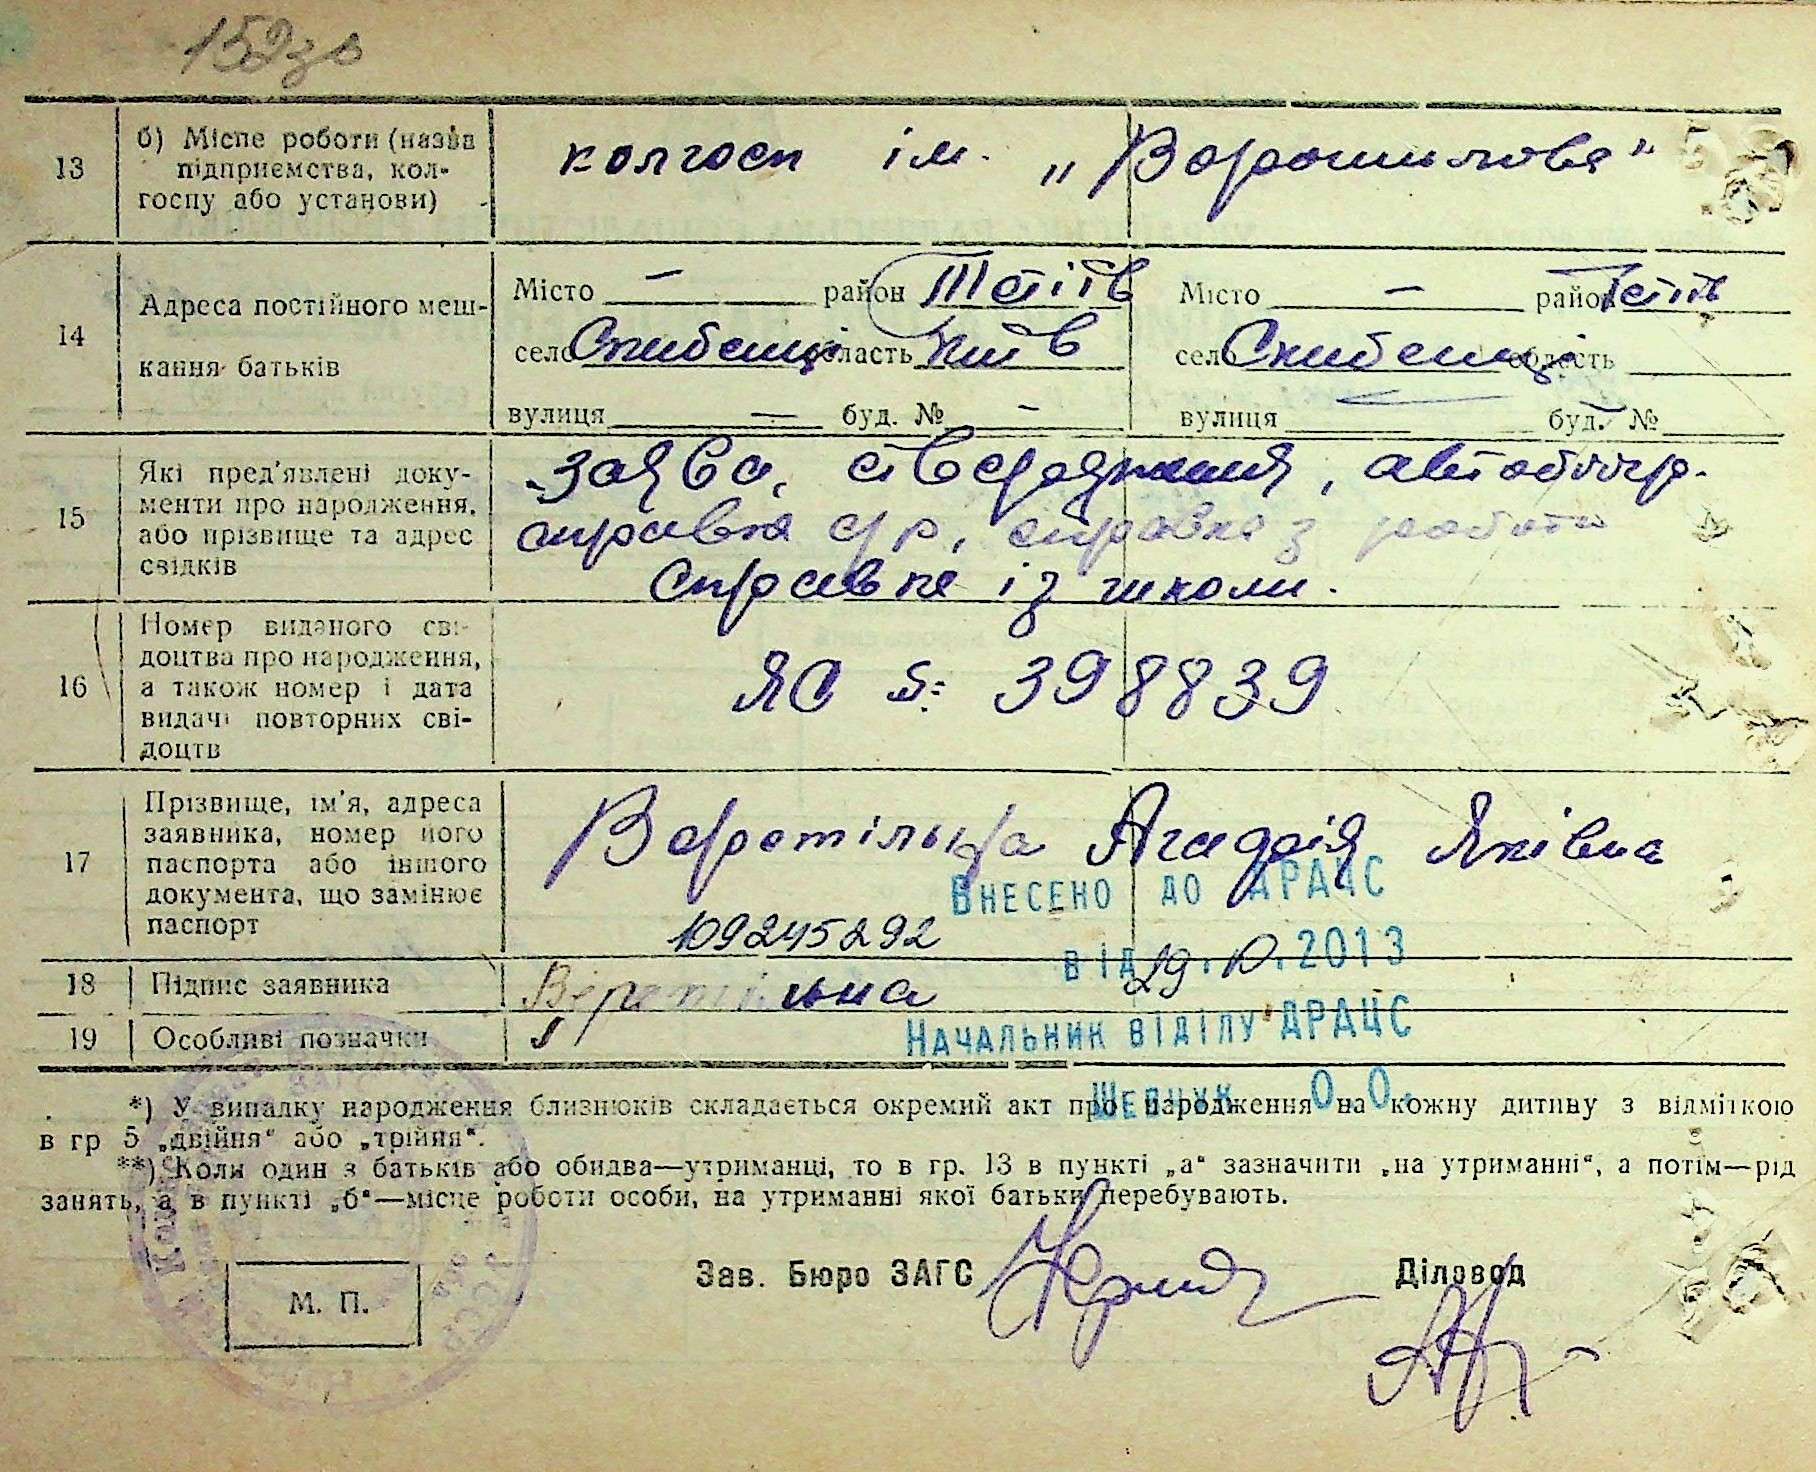 152зв
13 б) Місце роботи (назва підприємства, колгоспу або установи) колгосп ім. „Ворошилова"
14 Адреса постійного мешкання батьків
Місто — район Тетіїв Місто — район Тетіїв
село Скибенці область Київ село Скибенці область
вулиця — буд. № — вулиця буд. №
15 Які пред'явлені документи про народження, або прізвище та адрес свідків
заява, ствердження, автобіогр.
справка с/р, справка з роботи
Справка із школи.
16 Номер виданого свідоцтва про народження, а також номер і дата видачі повторних свідоцтв
ЯС 398839
17 Прізвище, ім'я, адреса заявника, номер його паспорта або іншого документа, що замінює паспорт
Веретільна Яківна
109245292
Внесено до ДРАЦС
від 29.10.2013
18 Підпис заявника Веретільна
19 Особливі позначки
Начальник відділу ДРАЦС
Шевчук О.О.
*) У випадку народження близнюків складається окремий акт про народження на кожну дитину з відміткою
в гр 5 „двійня" або „трійня".
**) Коли один з батьків або обидва—утриманці, то в гр. 13 в пункті „а" зазначити „на утриманні", а потім—рід
занять, а в пункті „б"—місце роботи особи, на утриманні якої батьки перебувають.
Зав. Бюро ЗАГС Діловод
М. П.